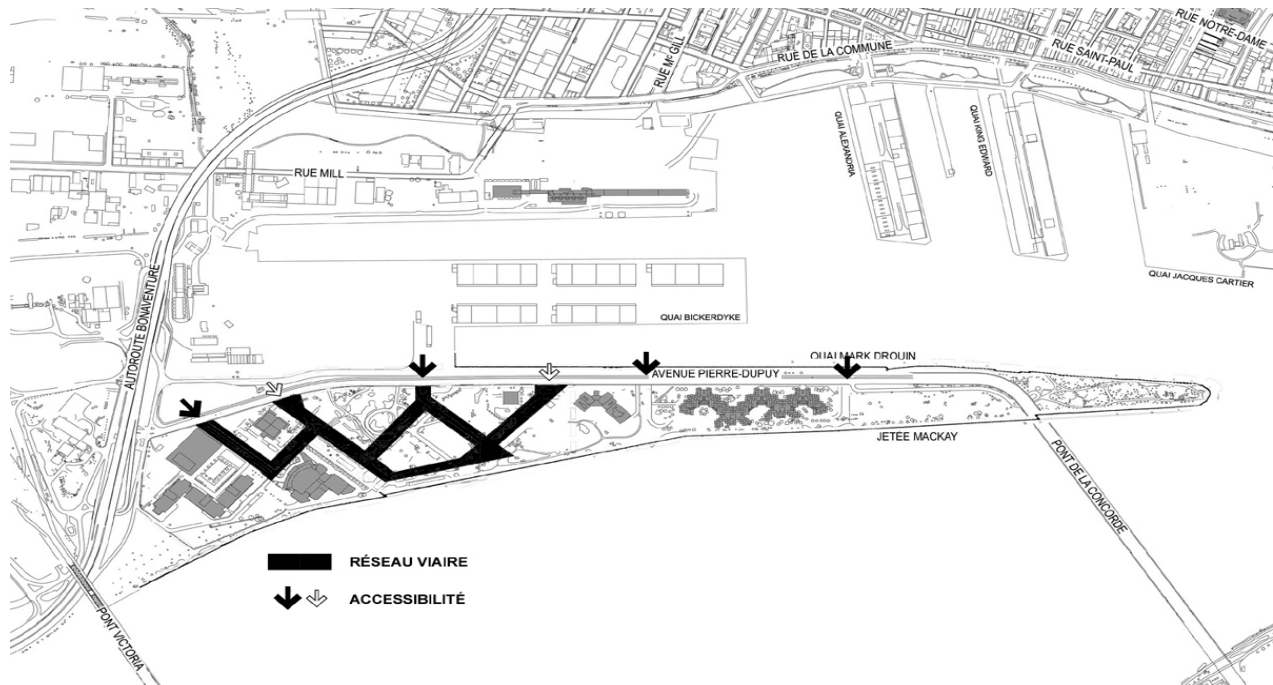 RUE NOTRE-DAME
RUE SAINT-PAUL
RUE DE LA COMMUNE
RUE McGILL
RUE MILL
QUAI ALEXANDRIA
QUAI KING EDWARD
QUAI JACQUES CARTIER
AUTOROUTE BONAVENTURE
QUAI BICKERDYKE
QUAI MARK DROUIN
AVENUE PIERRE-DUPUY
JETÉE MACKAY
PONT DE LA CONCORDE
PONT VICTORIA
RÉSEAU VIAIRE
ACCESSIBILITÉ